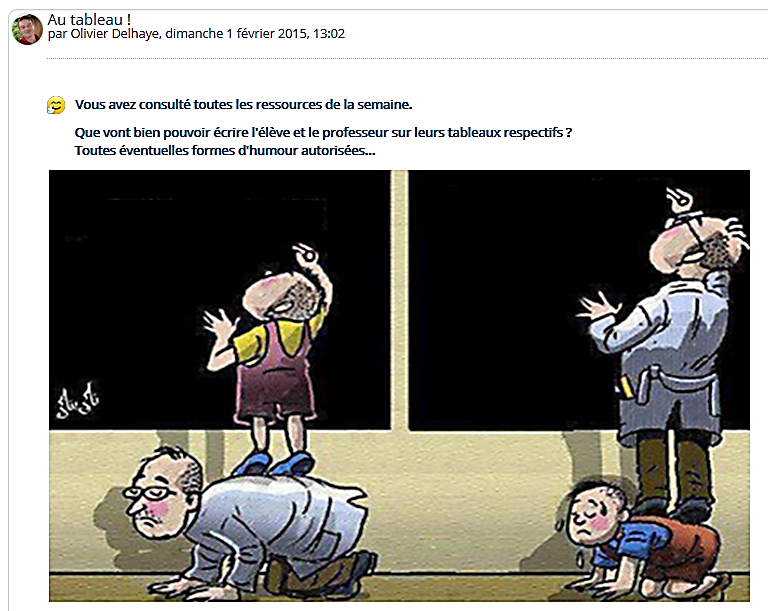 Au tableau !
par Olivier Delhaye, dimanche 1 février 2015, 13:02
Vous avez consulté toutes les ressources de la semaine.
Que vont bien pouvoir écrire l'élève et le professeur sur leurs tableaux respectifs ?
Toutes éventuelles formes d'humour autorisées...